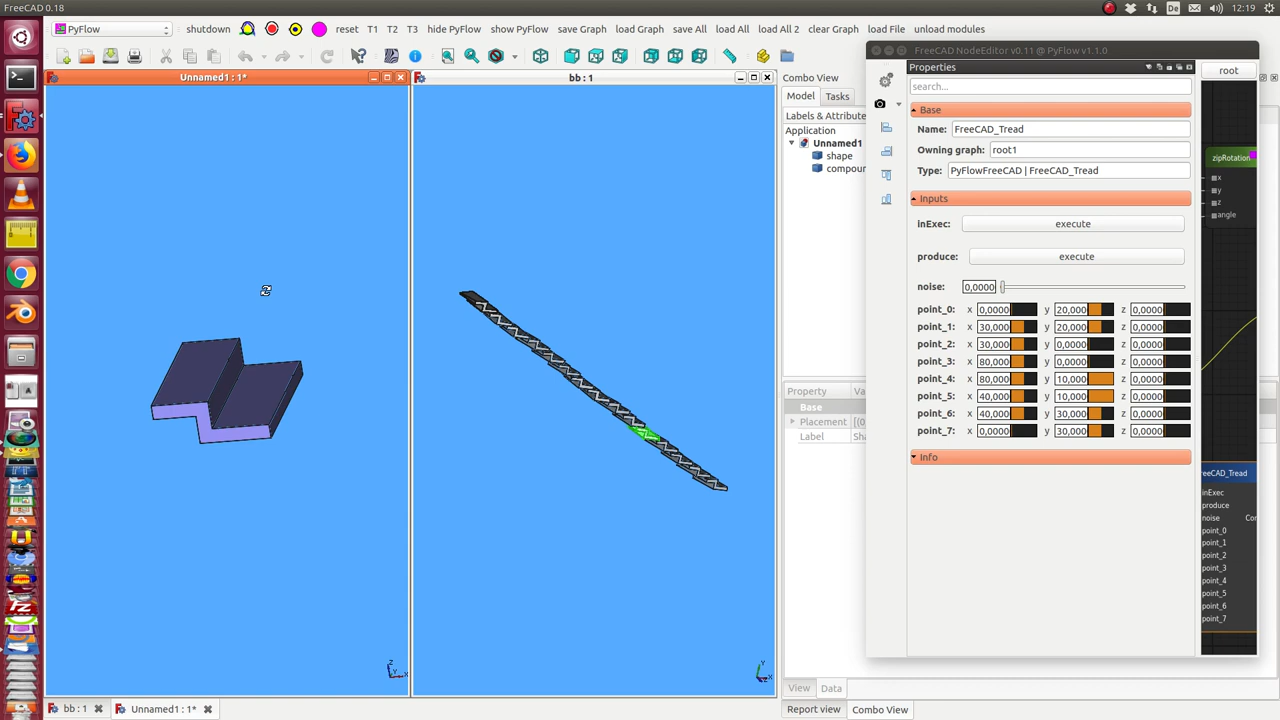 FreeCAD 0.18
De
12:19
PyFlow
shutdown
reset
T1
T2
T3
hide PyFlow
show PyFlow
save Graph
load Graph
save All
load All
load All 2
clear Graph
load File
unload modules
FreeCAD NodeEditor v0.11 @ PyFlow v1.1.0
Unnamed1 : 1*
bb : 1
Combo View
Model
Tasks
Labels & Attribute
Application
Unnamed1
shape
compour
Property
Va
Base
Placement
[(0
Label
Sha
View
Data
Report view
Combo View
Properties
root
search...
Base
Name: FreeCAD_Tread
Owning graph: root1
Type: PyFlowFreeCAD | FreeCAD_Tread
Inputs
inExec: execute
produce: execute
noise: 0,0000
point_0: x 0,0000 y 20,000 z 0,0000
point_1: x 30,000 y 20,000 z 0,0000
point_2: x 30,000 y 0,0000 z 0,0000
point_3: x 80,000 y 0,0000 z 0,0000
point_4: x 80,000 y 10,000 z 0,0000
point_5: x 40,000 y 10,000 z 0,0000
point_6: x 40,000 y 30,000 z 0,0000
point_7: x 0,0000 y 30,000 z 0,0000
Info
zipRotation
x
y
z
angle
reeCAD_Tread
inExec
produce
noise
Co
point_0
point_1
point_2
point_3
point_4
point_5
point_6
point_7
Z
Y
X
Y
X
bb : 1
Unnamed1 : 1*